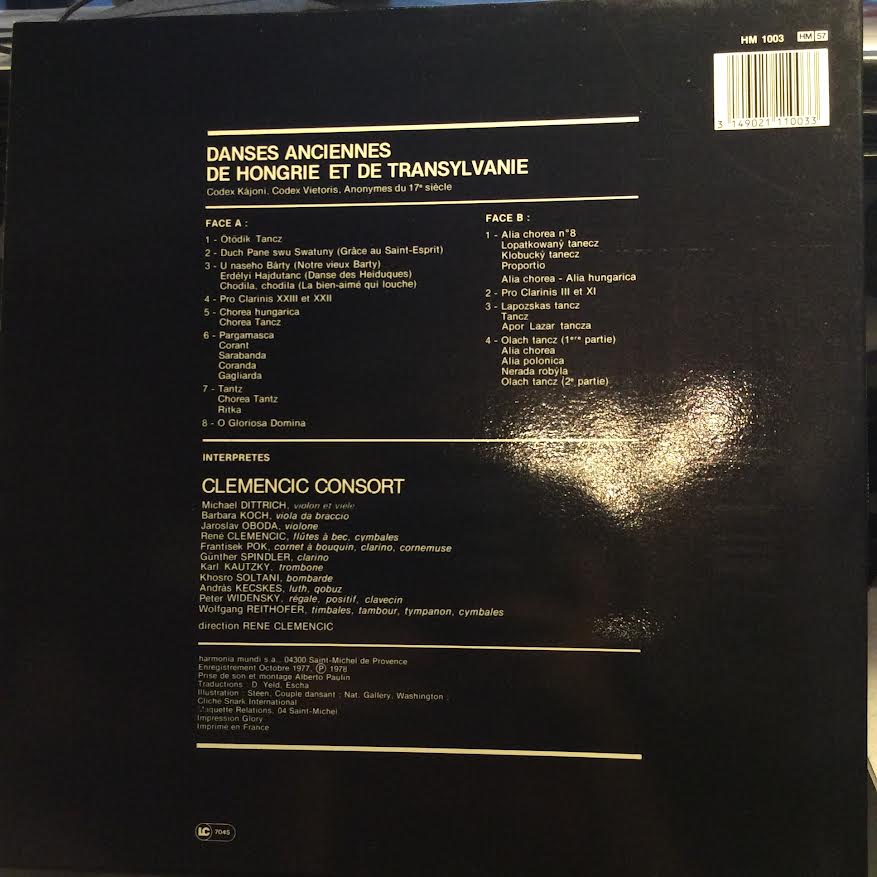 HM 1003 HM 57
3 149021 110033
DANSES ANCIENNES
DE HONGRIE ET DE TRANSYLVANIE
Codex Kájoni, Codex Vietoris, Anonymes du 17e siècle
FACE A :
1 - Ötödik Tancz
2 - Duch Pane swu Swatuny (Grâce au Saint-Esprit)
3 - U naseho Bárty (Notre vieux Barty)
Erdélyi Hajdutanc (Danse des Heiduques)
Chodila, chodila (La bien-aimé qui louche)
4 - Pro Clarinis XXIII et XXII
5 - Chorea hungarica
Chorea Tancz
6 - Pargamasca
Corant
Sarabanda
Coranda
Gagliarda
7 - Tantz
Chorea Tantz
Ritka
8 - O Gloriosa Domina
FACE B :
1 - Alia chorea n°8
Lopatkowaný tanecz
Klobucký tanecz
Proportio
Alia chorea - Alia hungarica
2 - Pro Clarinis III et XI
3 - Lapozskas tancz
Tancz
Apor Lazar tancza
4 - Olach tancz (1ere partie)
Alia chorea
Alia polonica
Nerada robýla
Olach tancz (2e partie)
INTERPRETES
CLEMENCIC CONSORT
Michael DITTRICH, violon et vièle
Barbara KOCH, viola da braccio
Jaroslav OBODA, violone
René CLEMENCIC, flûtes à bec, cymbales
Frantisek POK, cornet à bouquin, clarino, cornemuse
Günther SPINDLER, clarino
Karl KAUTZKY, trombone
Khosro SOLTANI, bombarde
Andràs KECSKES, luth, qobuz
Peter WIDENSKY, régale, positif, clavecin
Wolfgang REITHOFER, timbales, tambour, tympanon, cymbales
direction RENE CLEMENCIC
harmonia mundi s.a., 04300 Saint-Michel de Provence
Enregistrement Octobre 1977, Ⓟ 1978
Prise de son et montage Alberto Paulin
Traductions : D. Yeld, Escha
Illustration : Steen, Couple dansant ; Nat. Gallery, Washington ;
Cliché Snark International
Maquette Relations, 04 Saint-Michel
Impression Glory
Imprimé en France
LC 7045